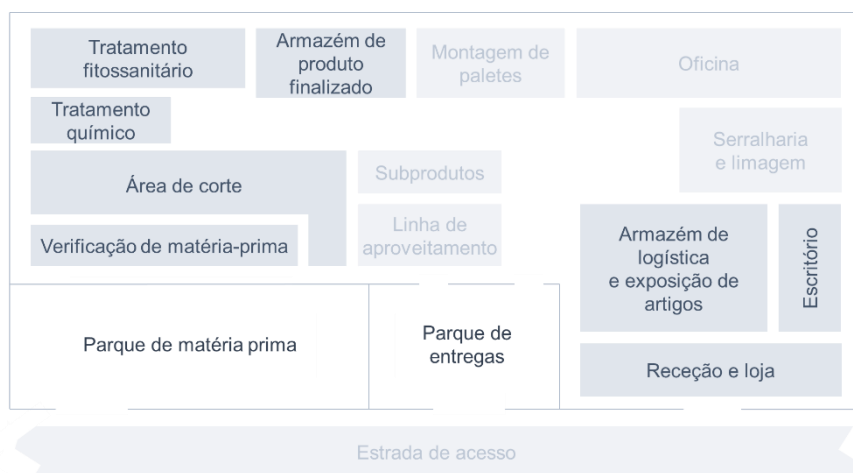 Tratamento
fitossanitário
Armazém de
produto
finalizado
Montagem de
paletes
Oficina
Tratamento
químico
Serralharia
e limagem
Área de corte
Subprodutos
Verificação de matéria-prima
Linha de
aproveitamento
Armazém de
logística
e exposição de
artigos
Escritório
Parque de matéria prima
Parque de
entregas
Receção e loja
Estrada de acesso